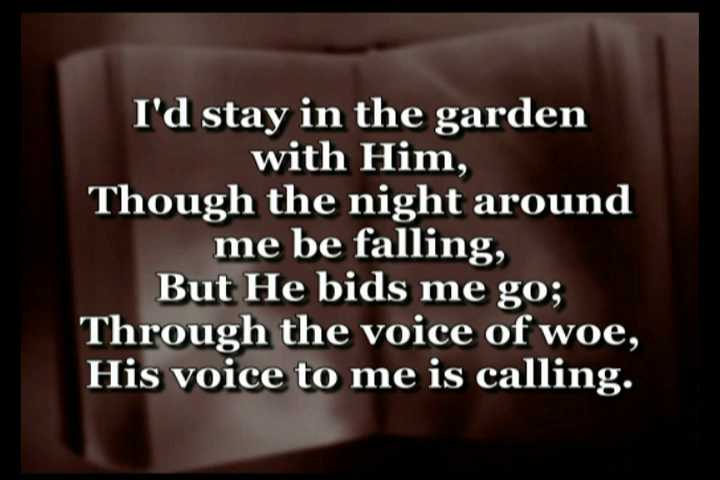 I'd stay in the garden
with Him,
Though the night around
me be falling,
But He bids me go;
Through the voice of woe,
His voice to me is calling.